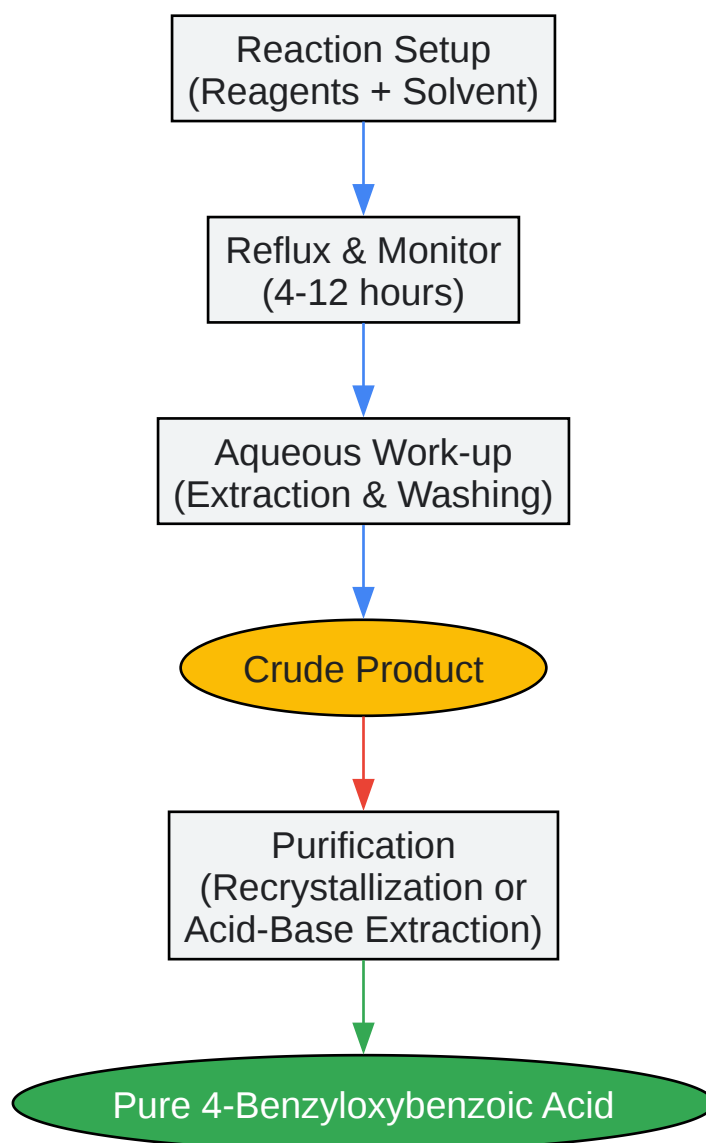 Reaction Setup
(Reagents + Solvent)
Reflux & Monitor
(4-12 hours)
Aqueous Work-up
(Extraction & Washing)
Crude Product
Purification
(Recrystallization or
Acid-Base Extraction)
Pure 4-Benzyloxybenzoic Acid